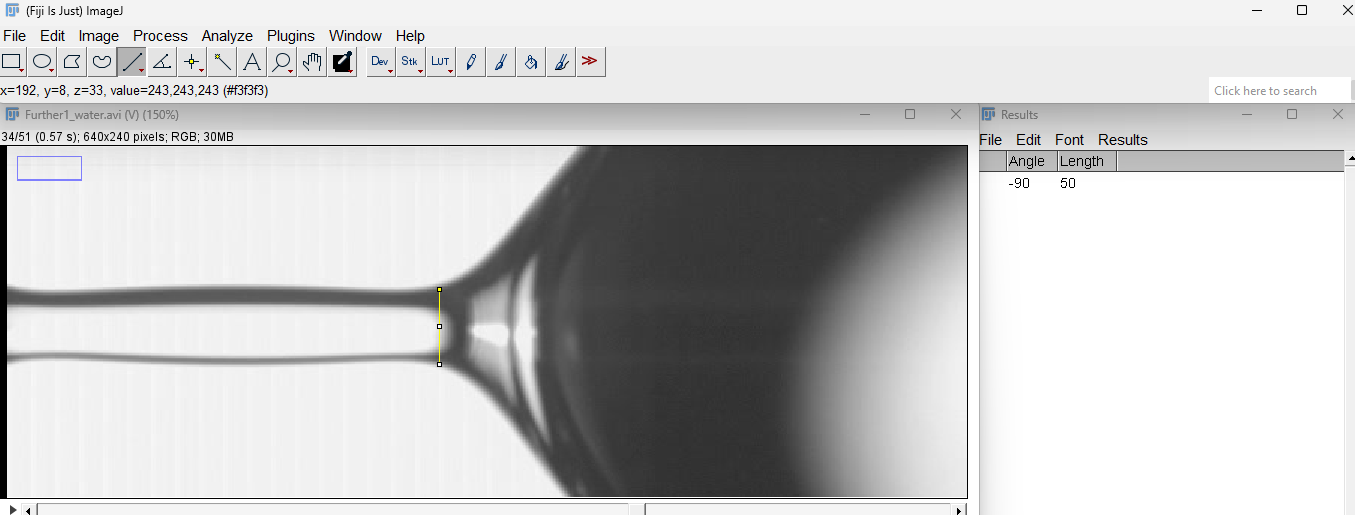 (Fiji Is Just) ImageJ
File Edit Image Process Analyze Plugins Window Help
Dev Stk LUT >>
x=192, y=8, z=33, value=243,243,243 (#f3f3f3)
Click here to search
Further1_water.avi (V) (150%)
34/51 (0.57 s); 640x240 pixels; RGB; 30MB
Results
File Edit Font Results
Angle Length
-90 50